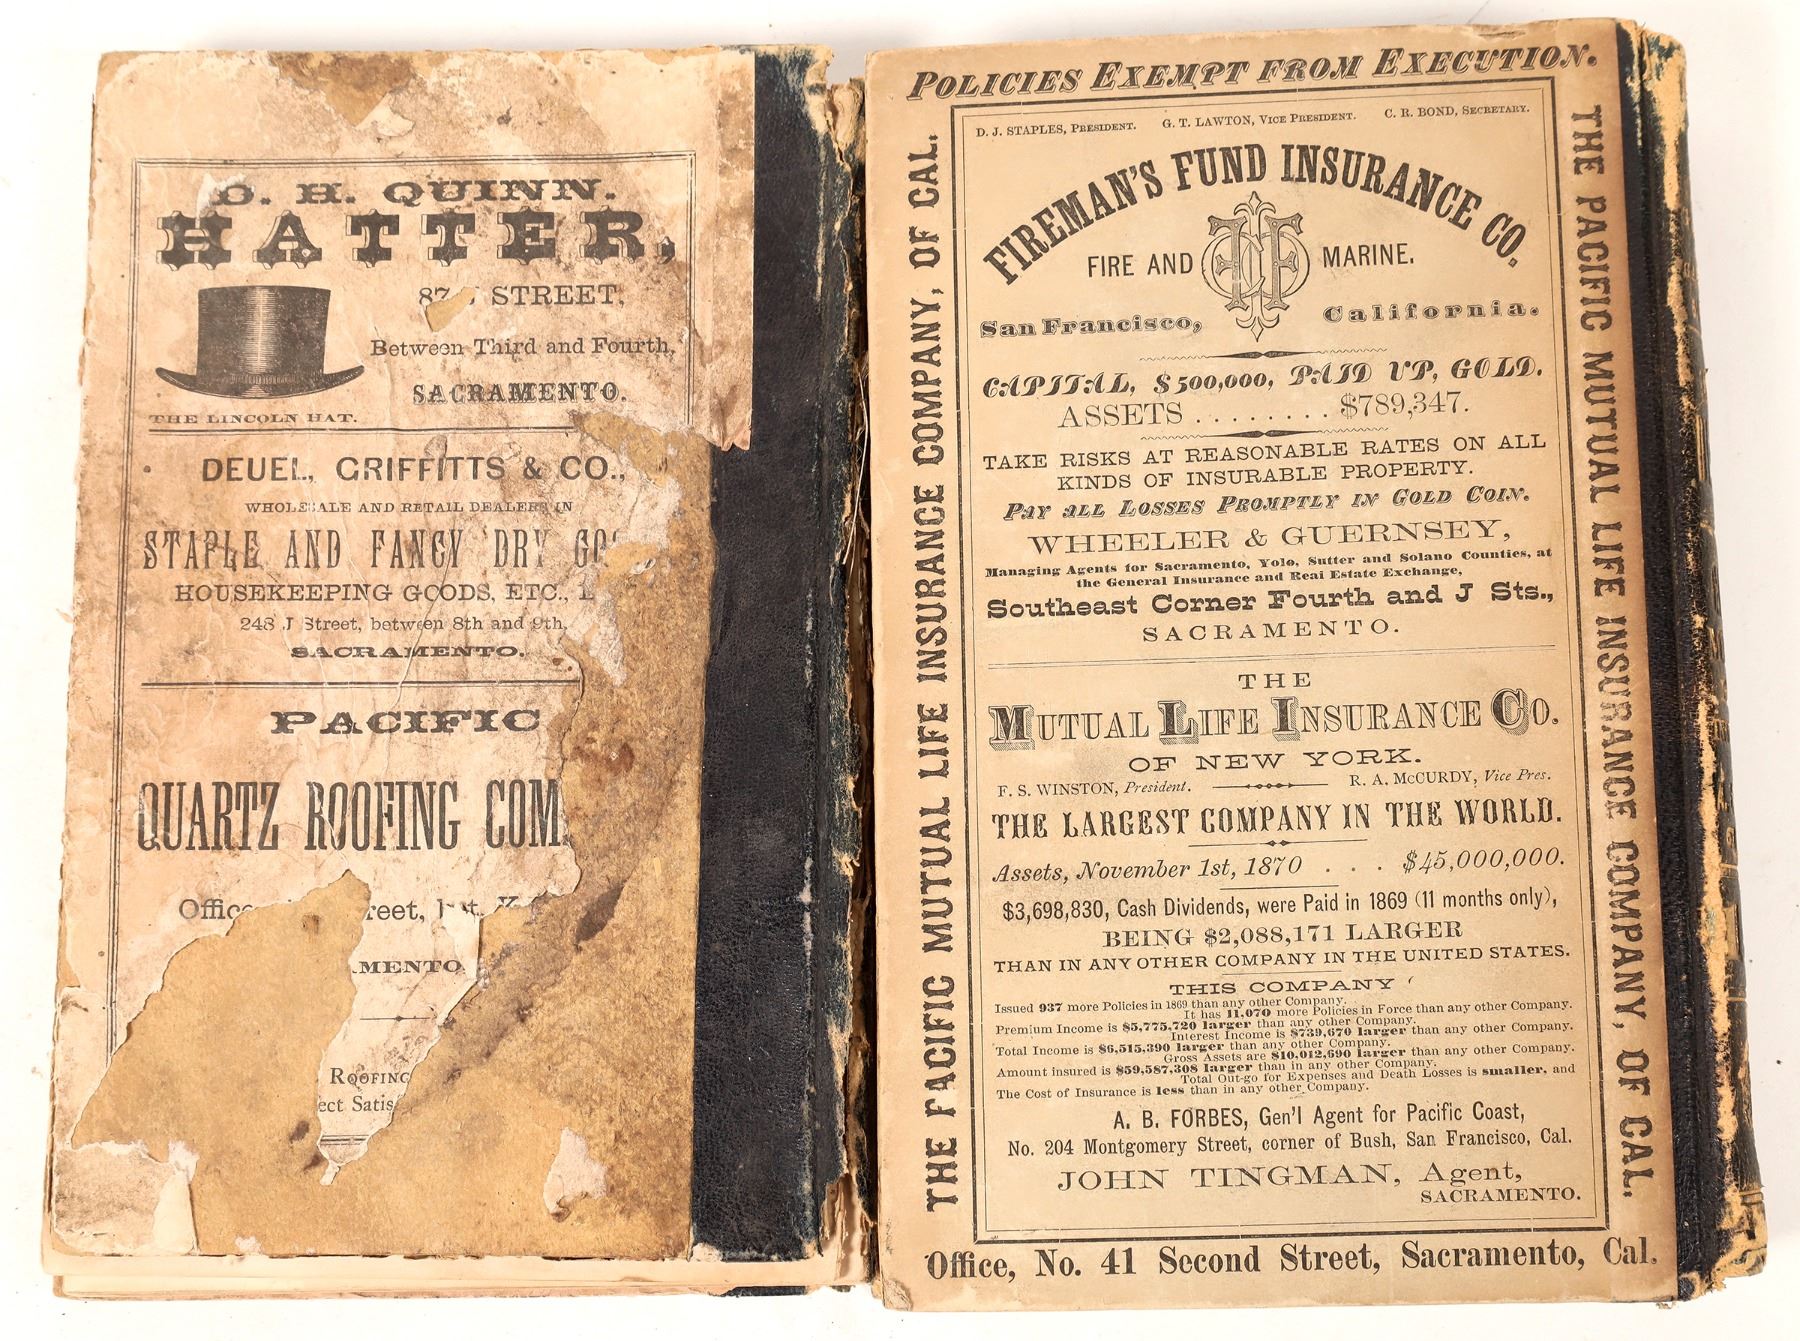 D. H. QUINN.
HATTER,
STREET,
Between Third and Fourth,
SACRAMENTO.
THE LINCOLN HAT.
DEUEL, GRIFFITTS & CO.,
WHOLESALE AND RETAIL DEALERS IN
STAPLE AND FANCY DRY
HOUSEKEEPING GOODS, ETC.,
248 J Street, between 8th and 9th,
SACRAMENTO.
PACIFIC
QUARTZ ROOFING
bet. K
ROOFING
POLICIES EXEMPT FROM EXECUTION.
THE PACIFIC MUTUAL LIFE INSURANCE COMPANY, OF CAL.
D. J. STAPLES, PRESIDENT. G. T. LAWTON, VICE PRESIDENT. C. R. BOND, SECRETARY.
FIREMAN'S FUND INSURANCE CO.
FIRE AND FFIC MARINE.
San Francisco, California.
CAPITAL, $500,000, PAID UP, GOLD.
ASSETS . . . . . . . . $789,347.
TAKE RISKS AT REASONABLE RATES ON ALL
KINDS OF INSURABLE PROPERTY.
PAY ALL LOSSES PROMPTLY IN GOLD COIN.
WHEELER & GUERNSEY,
Managing Agents for Sacramento, Yolo, Sutter and Solano Counties, at
the General Insurance and Real Estate Exchange,
Southeast Corner Fourth and J Sts.,
SACRAMENTO.
THE
MUTUAL LIFE INSURANCE CO.
OF NEW YORK.
F. S. WINSTON, President. R. A. McCURDY, Vice Pres.
THE LARGEST COMPANY IN THE WORLD.
Assets, November 1st, 1870 . . . $45,000,000.
$3,698,830, Cash Dividends, were Paid in 1869 (11 months only),
BEING $2,088,171 LARGER
THAN IN ANY OTHER COMPANY IN THE UNITED STATES.
THIS COMPANY
Issued 937 more Policies in 1869 than any other Company.
It has 11,070 more Policies in Force than any other Company.
Premium Income is $5,775,720 larger than any other Company.
Interest Income is $739,670 larger than any other Company.
Total Income is $6,515,390 larger than any other Company.
Gross Assets are $10,012,690 larger than any other Company.
Amount insured is $59,587,308 larger than in any other Company.
Total Out-go for Expenses and Death Losses is smaller, and
The Cost of Insurance is less than in any other Company.
A. B. FORBES, Gen'l Agent for Pacific Coast,
No. 204 Montgomery Street, corner of Bush, San Francisco, Cal.
JOHN TINGMAN, Agent,
SACRAMENTO.
THE PACIFIC MUTUAL LIFE INSURANCE COMPANY, OF CAL.
Office, No. 41 Second Street, Sacramento, Cal.